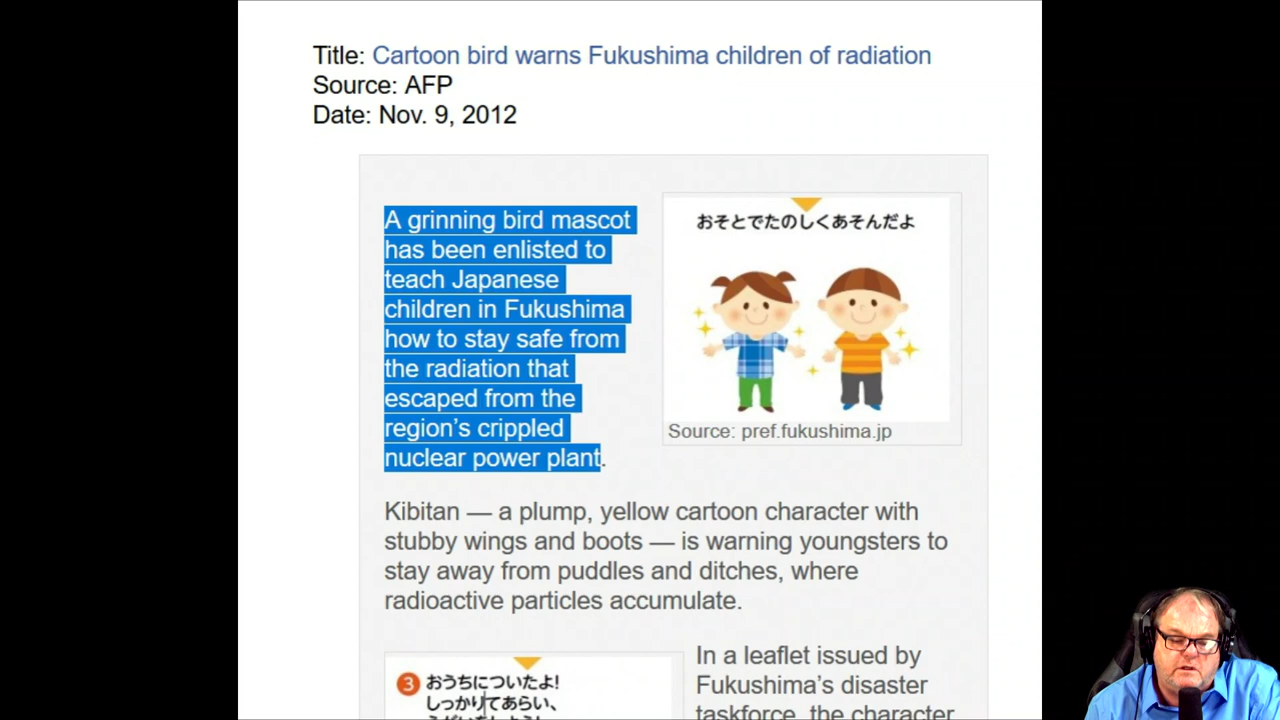 Title: Cartoon bird warns Fukushima children of radiation
Source: AFP
Date: Nov. 9, 2012
A grinning bird mascot
has been enlisted to
teach Japanese
children in Fukushima
how to stay safe from
the radiation that
escaped from the
region's crippled
nuclear power plant.
おそとでたのしくあそんだよ
Source: pref.fukushima.jp
Kibitan — a plump, yellow cartoon character with
stubby wings and boots — is warning youngsters to
stay away from puddles and ditches, where
radioactive particles accumulate.
3 おうちについたよ!
しっかりてあらい、
In a leaflet issued by
Fukushima's disaster
taskforce, the character